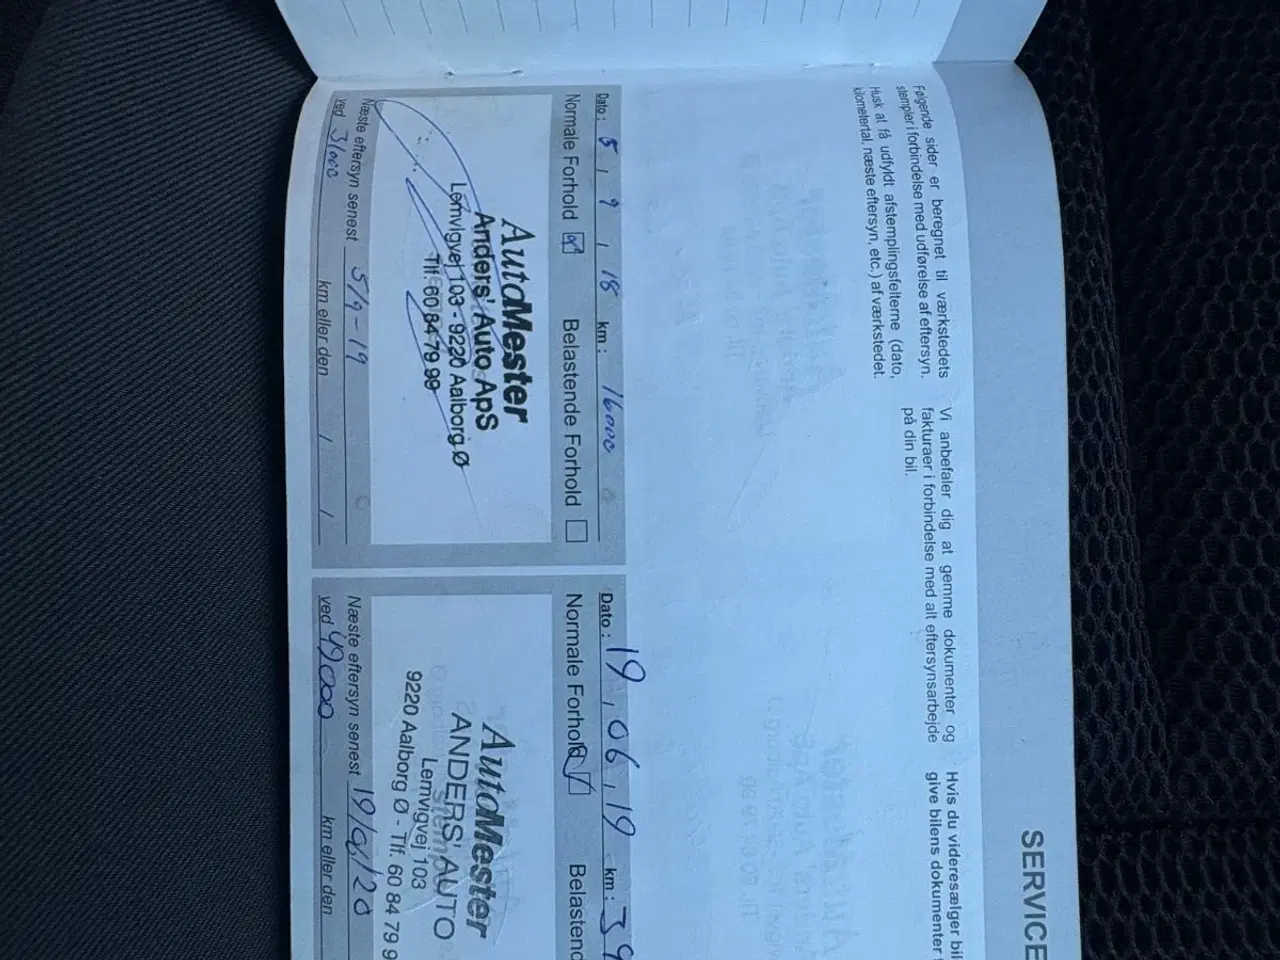 SERVICE
Følgende sider er beregnet til værkstedets
stempler i forbindelse med udførelse af eftersyn.
Husk at få udfyldt afstemplingsfelterne (dato,
kilometertal, næste eftersyn, etc.) af værkstedet.
Vi anbefaler dig at gemme dokumenter og
fakturaer i forbindelse med alt eftersynsarbejde
på din bil.
Hvis du videresælger bil
give bilens dokumenter
Dato: 5 / 9 / 18 km: 16000
Normale Forhold Belastende Forhold
AutoMester
Anders' Auto ApS
Lemvigvej 103 - 9220 Aalborg Ø
Tlf. 60 84 79 99
Næste eftersyn senest 5/9-19
ved 31000 km eller den / /
Dato: 19, 06, 19 km: 39
Normale Forhold Belastend
AutoMester
ANDERS' AUTO
Lemvigvej 103
9220 Aalborg Ø - Tlf. 60 84 79 9
Næste eftersyn senest 19/06/20
ved 49000 km eller den